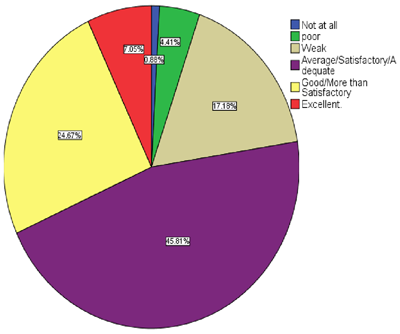 Not at all
poor
Weak
Average/Satisfactory/A
dequate
Good/More than
Satisfactory
Excellent.
7.05%
0.88%
4.41%
17.18%
24.67%
45.81%